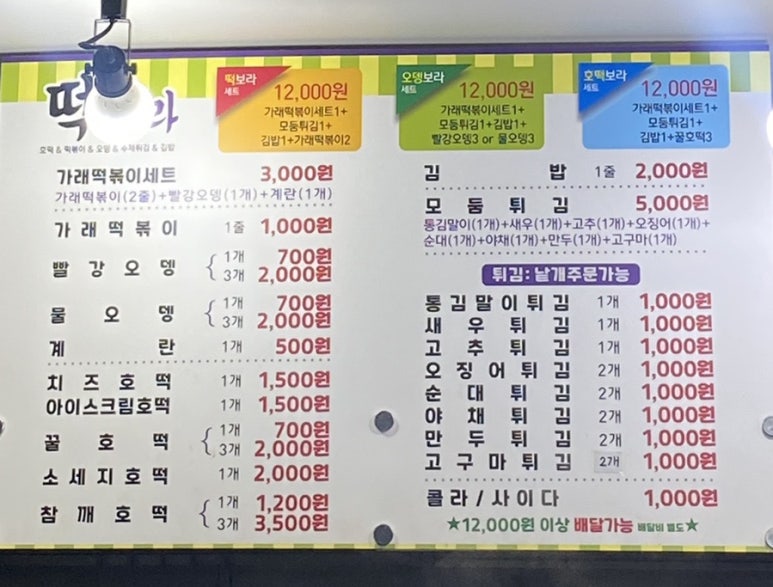 떡 라
호떡 & 떡볶이 & 오뎅 & 수제튀김 & 김밥
떡보라
세트
12,000원
가래떡볶이세트1+
모둠튀김1+
김밥1+가래떡볶이2
오뎅보라
세트
12,000원
가래떡볶이세트1+
모둠튀김1+김밥1+
빨강오뎅3 or 물오뎅3
호떡보라
세트
12,000원
가래떡볶이세트1+
모둠튀김1+
김밥1+꿀호떡3
가래떡볶이세트 3,000원
가래떡볶이(2줄)+빨강오뎅(1개)+계란(1개)
가래떡볶이 1줄 1,000원
빨강오뎅 1개 700원
3개 2,000원
물오뎅 1개 700원
3개 2,000원
계란 1개 500원
치즈호떡 1개 1,500원
아이스크림호떡 1개 1,500원
꿀호떡 1개 700원
3개 2,000원
소세지호떡 1개 2,000원
참깨호떡 1개 1,200원
3개 3,500원
김밥 1줄 2,000원
모둠튀김 5,000원
통김말이(1개)+새우(1개)+고추(1개)+오징어(1개)+
순대(1개)+야채(1개)+만두(1개)+고구마(1개)
튀김:낱개주문가능
통김말이튀김 1개 1,000원
새우튀김 1개 1,000원
고추튀김 1개 1,000원
오징어튀김 2개 1,000원
순대튀김 2개 1,000원
야채튀김 2개 1,000원
만두튀김 2개 1,000원
고구마튀김 2개 1,000원
콜라/사이다 1,000원
★12,000원 이상 배달가능 배달비 별도★